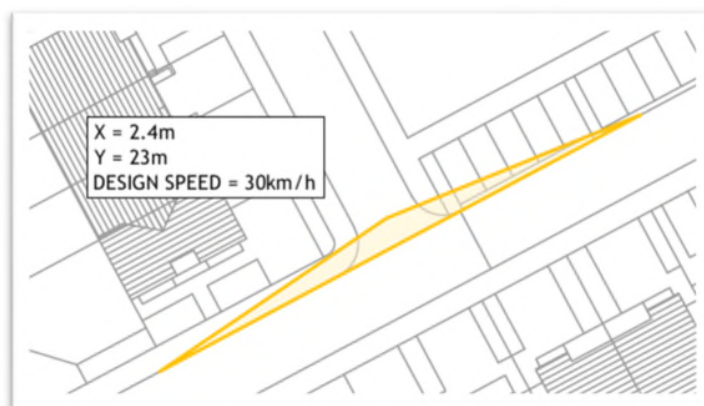 X = 2.4m
Y = 23m
DESIGN SPEED = 30km/h